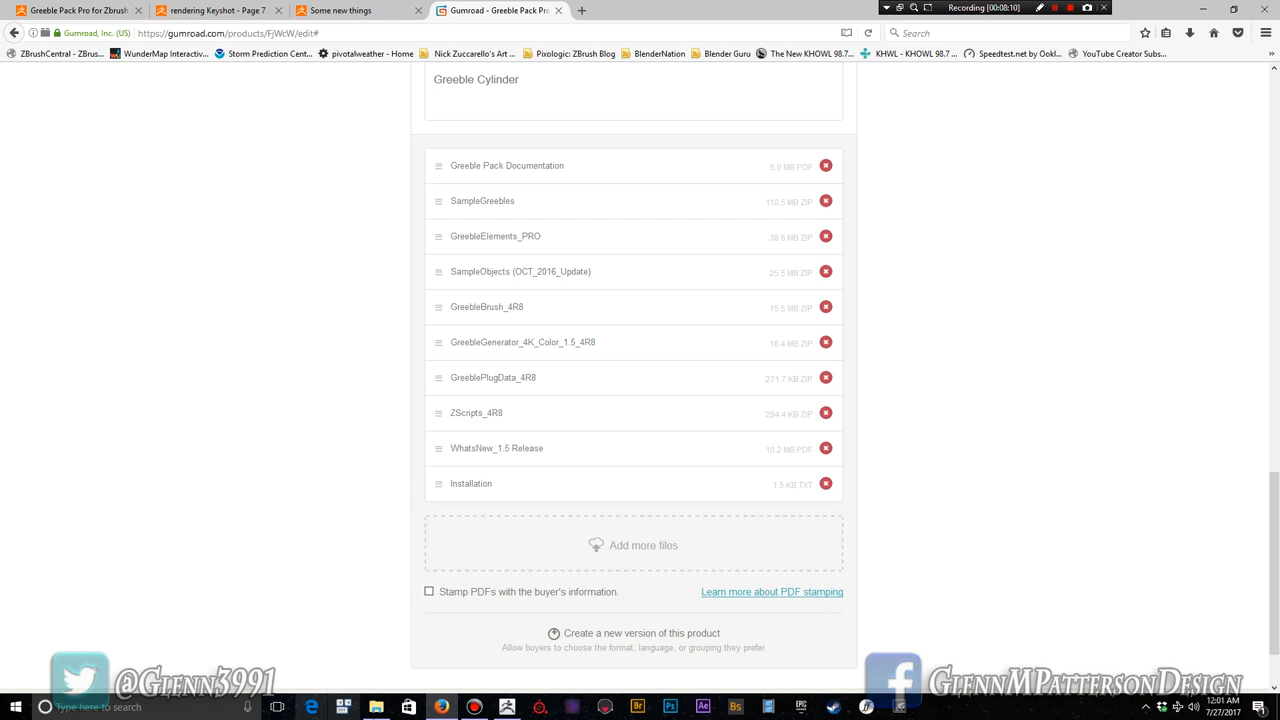 Greeble Pack Pro for Zbrush
rendering Keyshot - Page 7
Some new things
Gumroad - Greeble Pack Pro
Recording [00:08:10]
Gumroad, Inc. (US)
https://gumroad.com/products/FjWcW/edit#
Search
ZBrushCentral - ZBrus...
WunderMap Interactiv...
Storm Prediction Cent...
pivotalweather - Home
Nick Zuccarello's Art ...
Pixologic: ZBrush Blog
BlenderNation
Blender Guru
The New KHOWL 98.7...
KHWL - KHOWL 98.7 ...
Speedtest.net by Ookl...
YouTube Creator Subs...
Greeble Cylinder
Greeble Pack Documentation 5.0 MB PDF
SampleGreebles 110.5 MB ZIP
GreebleElements_PRO 38.6 MB ZIP
SampleObjects (OCT_2016_Update) 25.5 MB ZIP
GreebleBrush_4R8 15.5 MB ZIP
GreebleGenerator_4K_Color_1.5_4R8 16.4 MB ZIP
GreeblePlugData_4R8 271.7 KB ZIP
ZScripts_4R8 294.4 KB ZIP
WhatsNew_1.5 Release 10.2 MB PDF
Installation 1.5 KB TXT
Add more files
Stamp PDFs with the buyer's information. Learn more about PDF stamping
Create a new version of this product
Allow buyers to choose the format, language, or grouping they prefer.
@Glenn3991
GlennMPattersonDesign
Type here to search
12:01 AM
7/27/2017